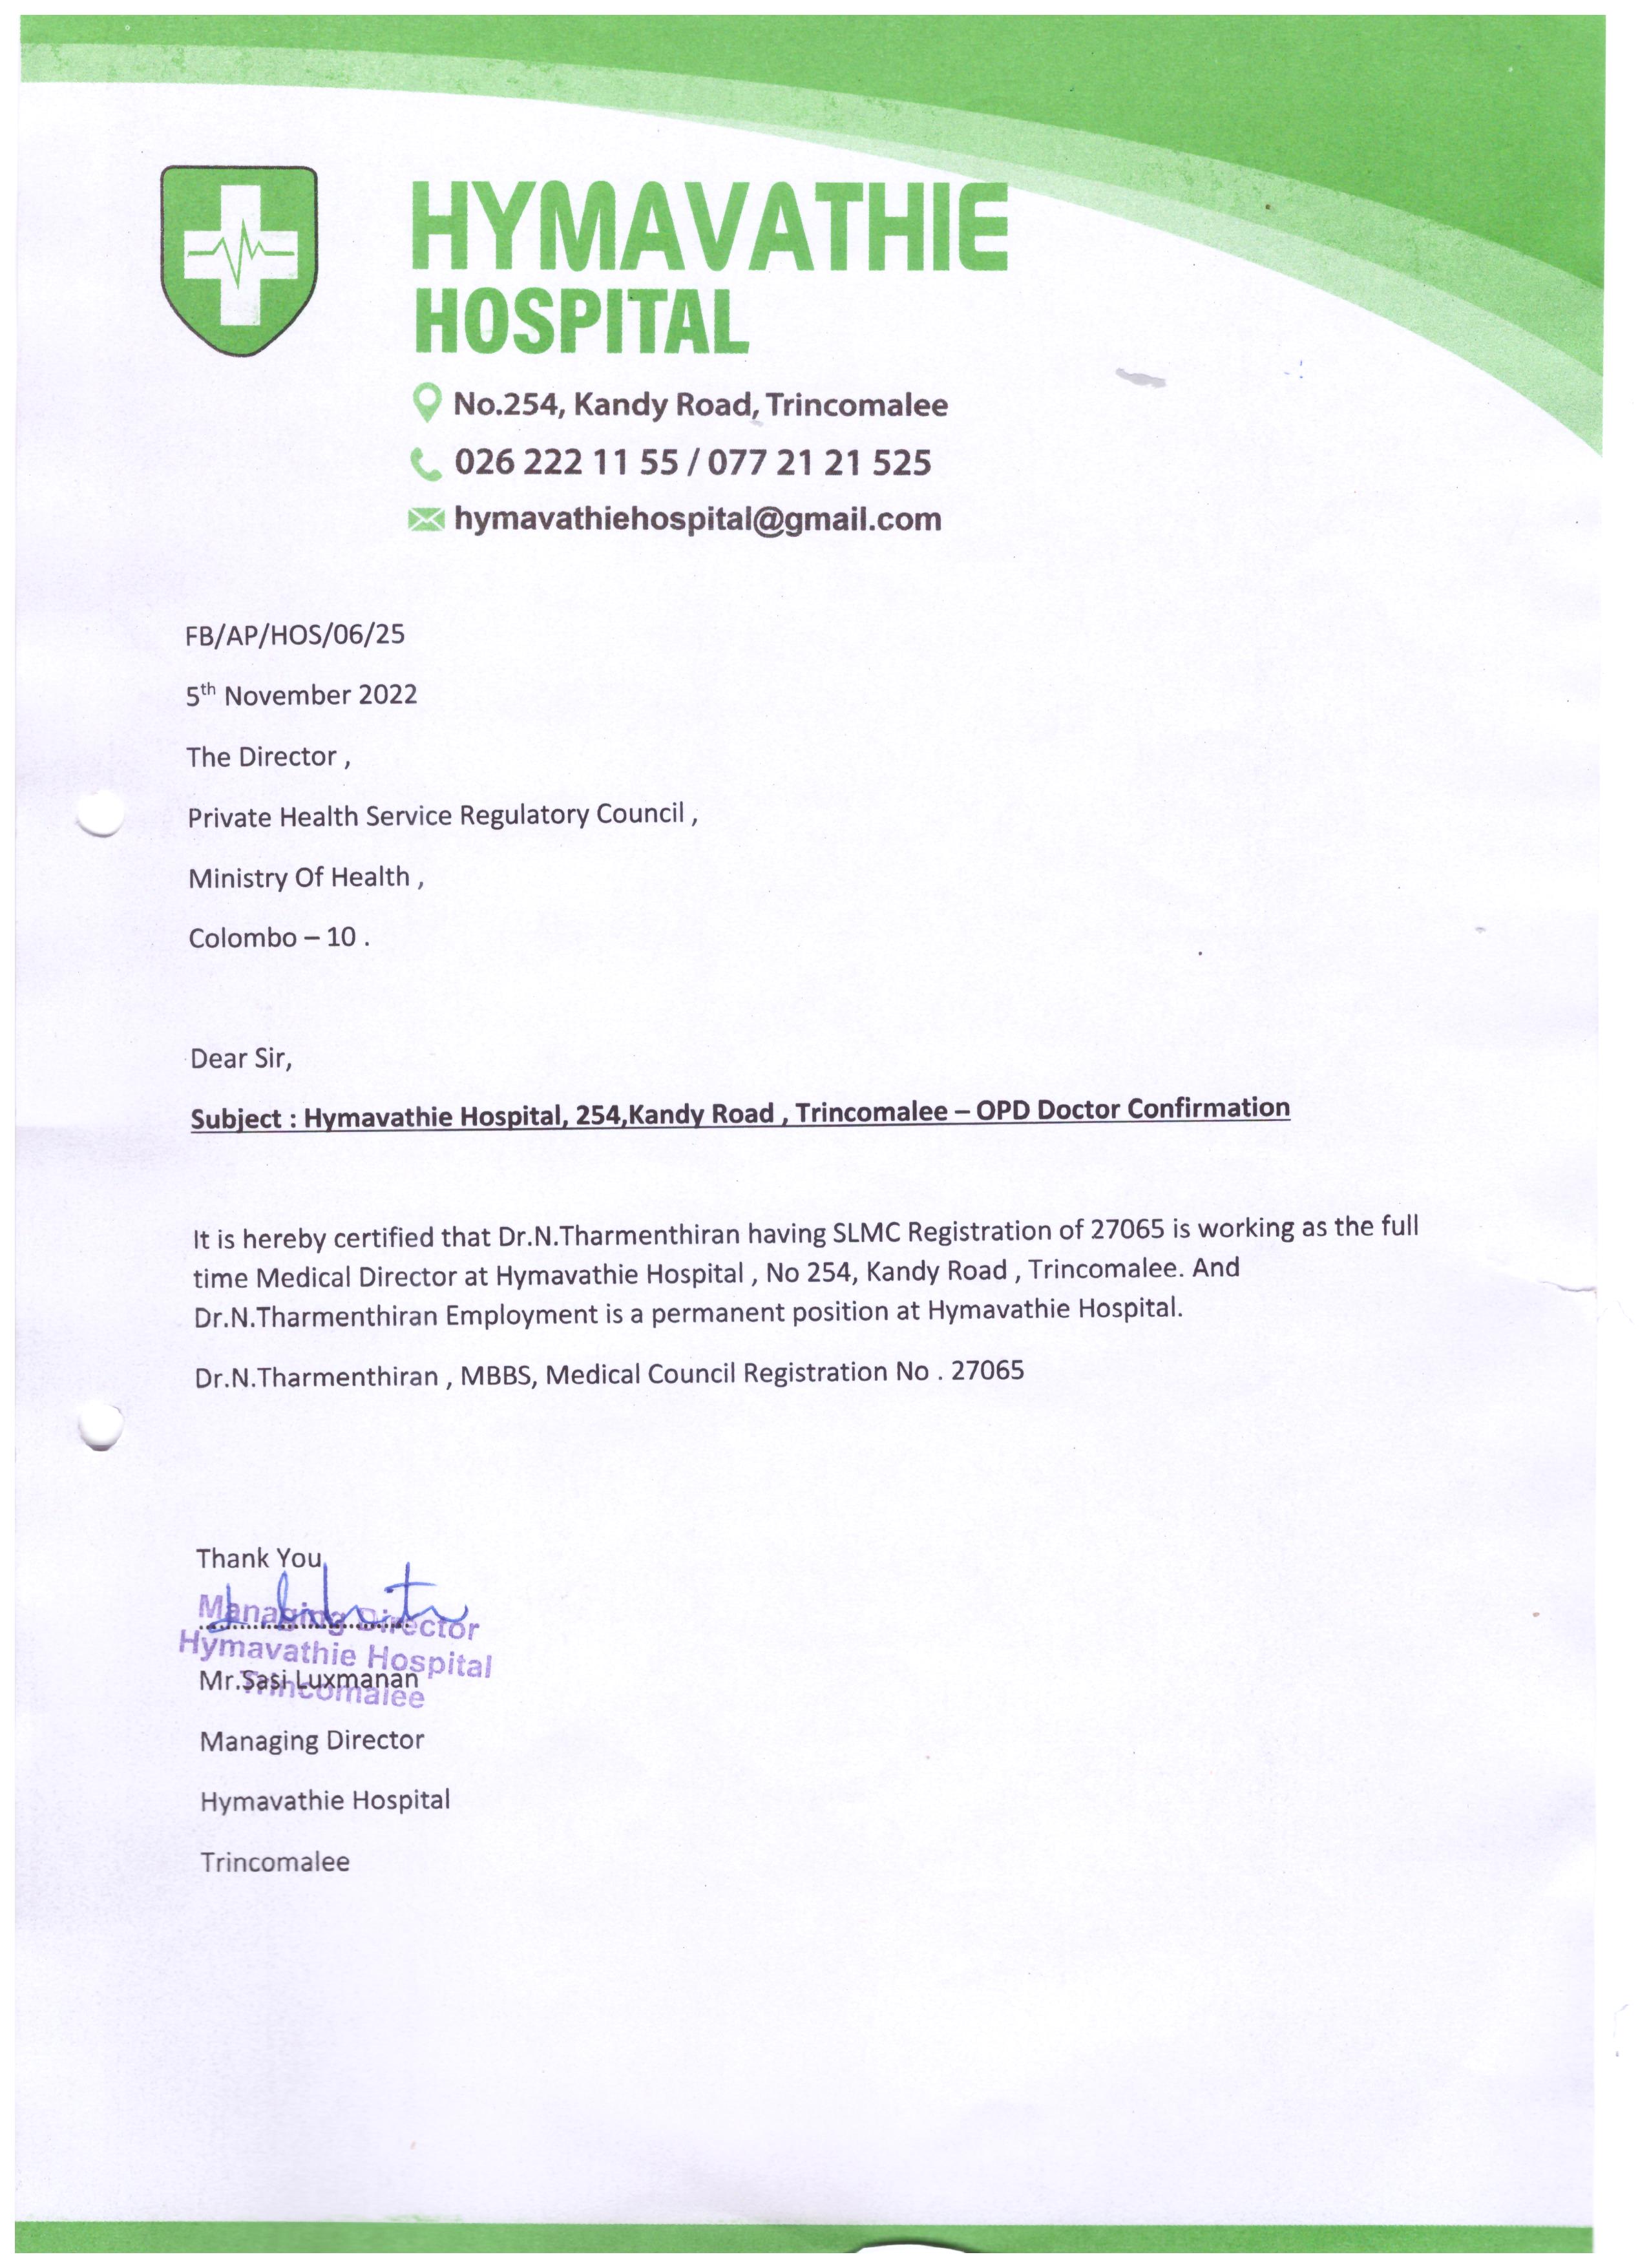 HYMAVATHIE
HOSPITAL
No.254, Kandy Road, Trincomalee
026 222 11 55 / 077 21 21 525
hymavathiehospital@gmail.com
FB/AP/HOS/06/25
5th November 2022
The Director ,
Private Health Service Regulatory Council ,
Ministry Of Health ,
Colombo – 10 .
Dear Sir,
Subject : Hymavathie Hospital, 254,Kandy Road , Trincomalee – OPD Doctor Confirmation
It is hereby certified that Dr.N.Tharmenthiran having SLMC Registration of 27065 is working as the full
time Medical Director at Hymavathie Hospital , No 254, Kandy Road , Trincomalee. And
Dr.N.Tharmenthiran Employment is a permanent position at Hymavathie Hospital.
Dr.N.Tharmenthiran , MBBS, Medical Council Registration No . 27065
Thank You
Managing Director
Hymavathie Hospital
Trincomalee
Mr.Sasi Luxmanan
Managing Director
Hymavathie Hospital
Trincomalee